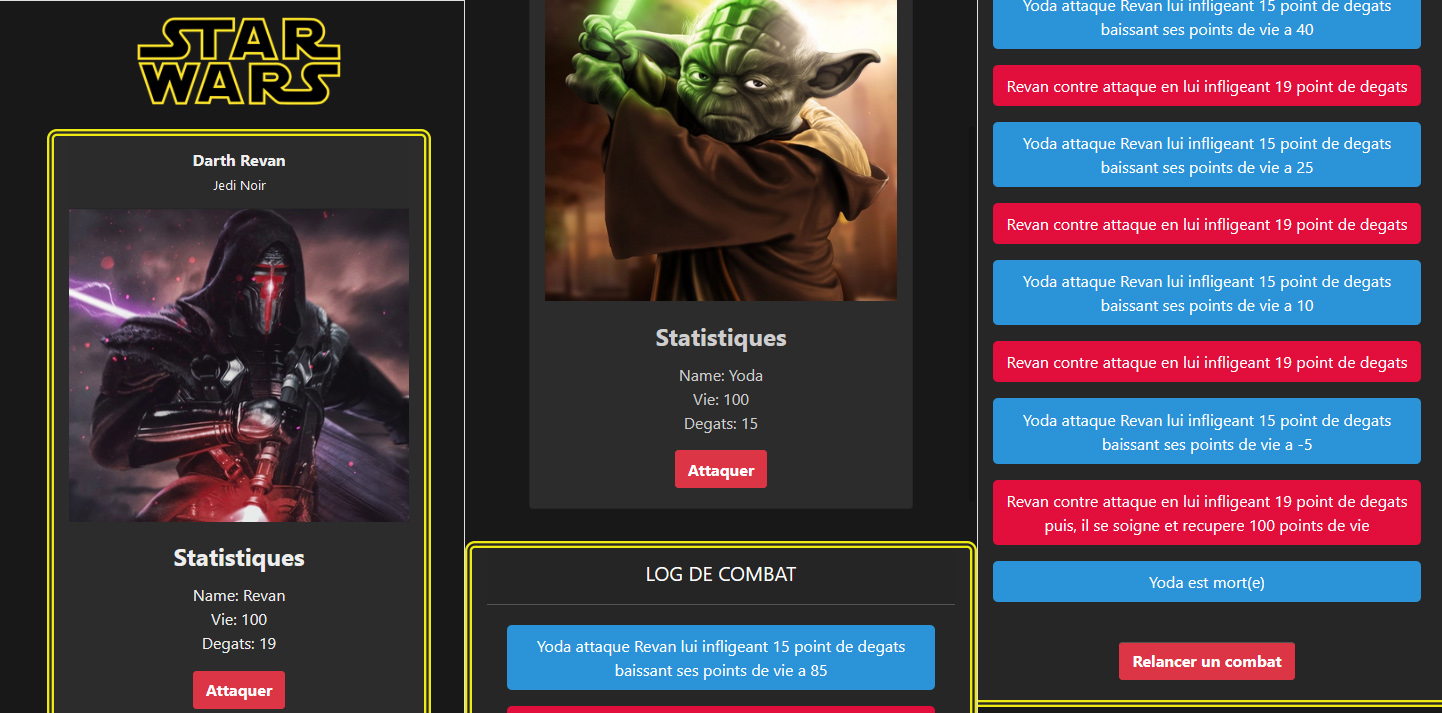 STAR
WARS
Darth Revan
Jedi Noir
Statistiques
Name: Revan
Vie: 100
Degats: 19
Attaquer
Statistiques
Name: Yoda
Vie: 100
Degats: 15
Attaquer
LOG DE COMBAT
Yoda attaque Revan lui infligeant 15 point de degats
baissant ses points de vie a 85
Yoda attaque Revan lui infligeant 15 point de degats
baissant ses points de vie a 40
Revan contre attaque en lui infligeant 19 point de degats
Yoda attaque Revan lui infligeant 15 point de degats
baissant ses points de vie a 25
Revan contre attaque en lui infligeant 19 point de degats
Yoda attaque Revan lui infligeant 15 point de degats
baissant ses points de vie a 10
Revan contre attaque en lui infligeant 19 point de degats
Yoda attaque Revan lui infligeant 15 point de degats
baissant ses points de vie a -5
Revan contre attaque en lui infligeant 19 point de degats
puis, il se soigne et recupere 100 points de vie
Yoda est mort(e)
Relancer un combat